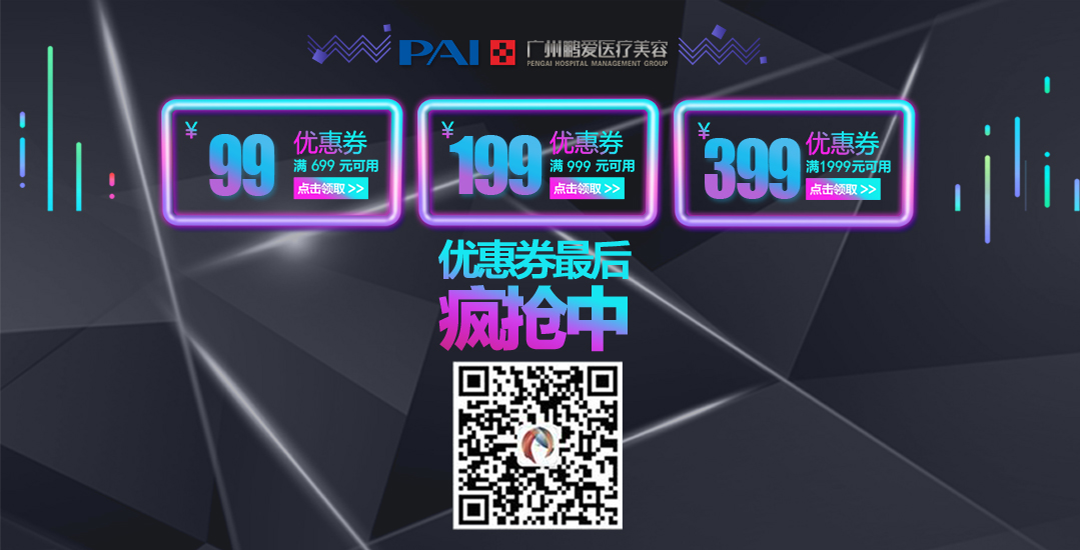 PAI 广州鹏爱医疗美容
PENGAI HOSPITAL MANAGEMENT GROUP
¥ 99
优惠券
满 699 元可用
点击领取 >>
¥ 199
优惠券
满 999 元可用
点击领取 >>
¥ 399
优惠券
满1999元可用
点击领取 >>
优惠券最后
疯抢中